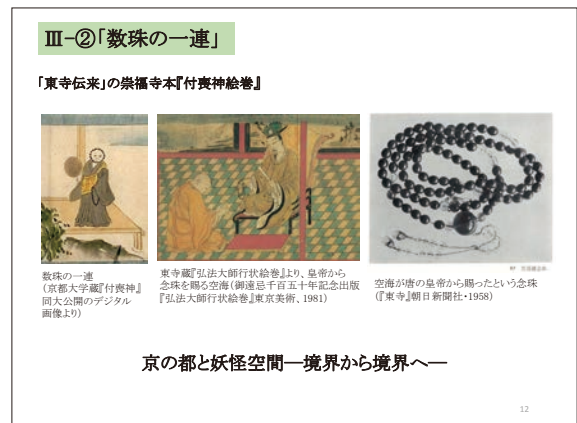 Ⅲ-②「数珠の一連」
「東寺伝来」の崇福寺本『付喪神絵巻』
数珠の一連
（京都大学蔵『付喪神』
同大公開のデジタル
画像より）
東寺蔵『弘法大師行状絵巻』より、皇帝から
念珠を賜る空海（御遠忌千百五十年記念出版
『弘法大師行状絵巻』東京美術、1981）
空海が唐の皇帝から賜ったという念珠
（『東寺』朝日新聞社・1958）
京の都と妖怪空間―境界から境界へ―
12